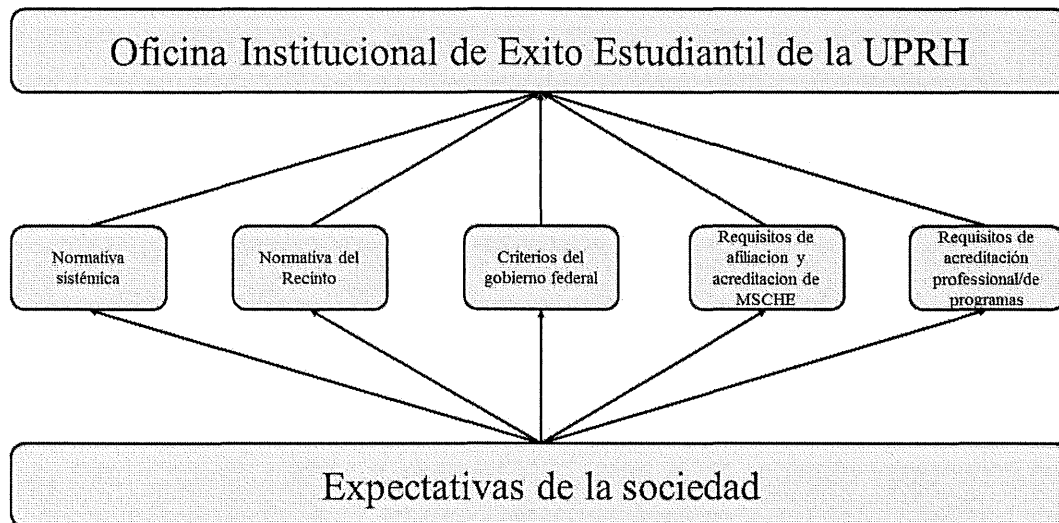 Oficina Institucional de Exito Estudiantil de la UPRH
Normativa
sistémica
Normativa del
Recinto
Criterios del
gobierno federal
Requisitos de
afiliacion y
acreditacion de
MSCHE
Requisitos de
acreditación
professional/de
programas
Expectativas de la sociedad